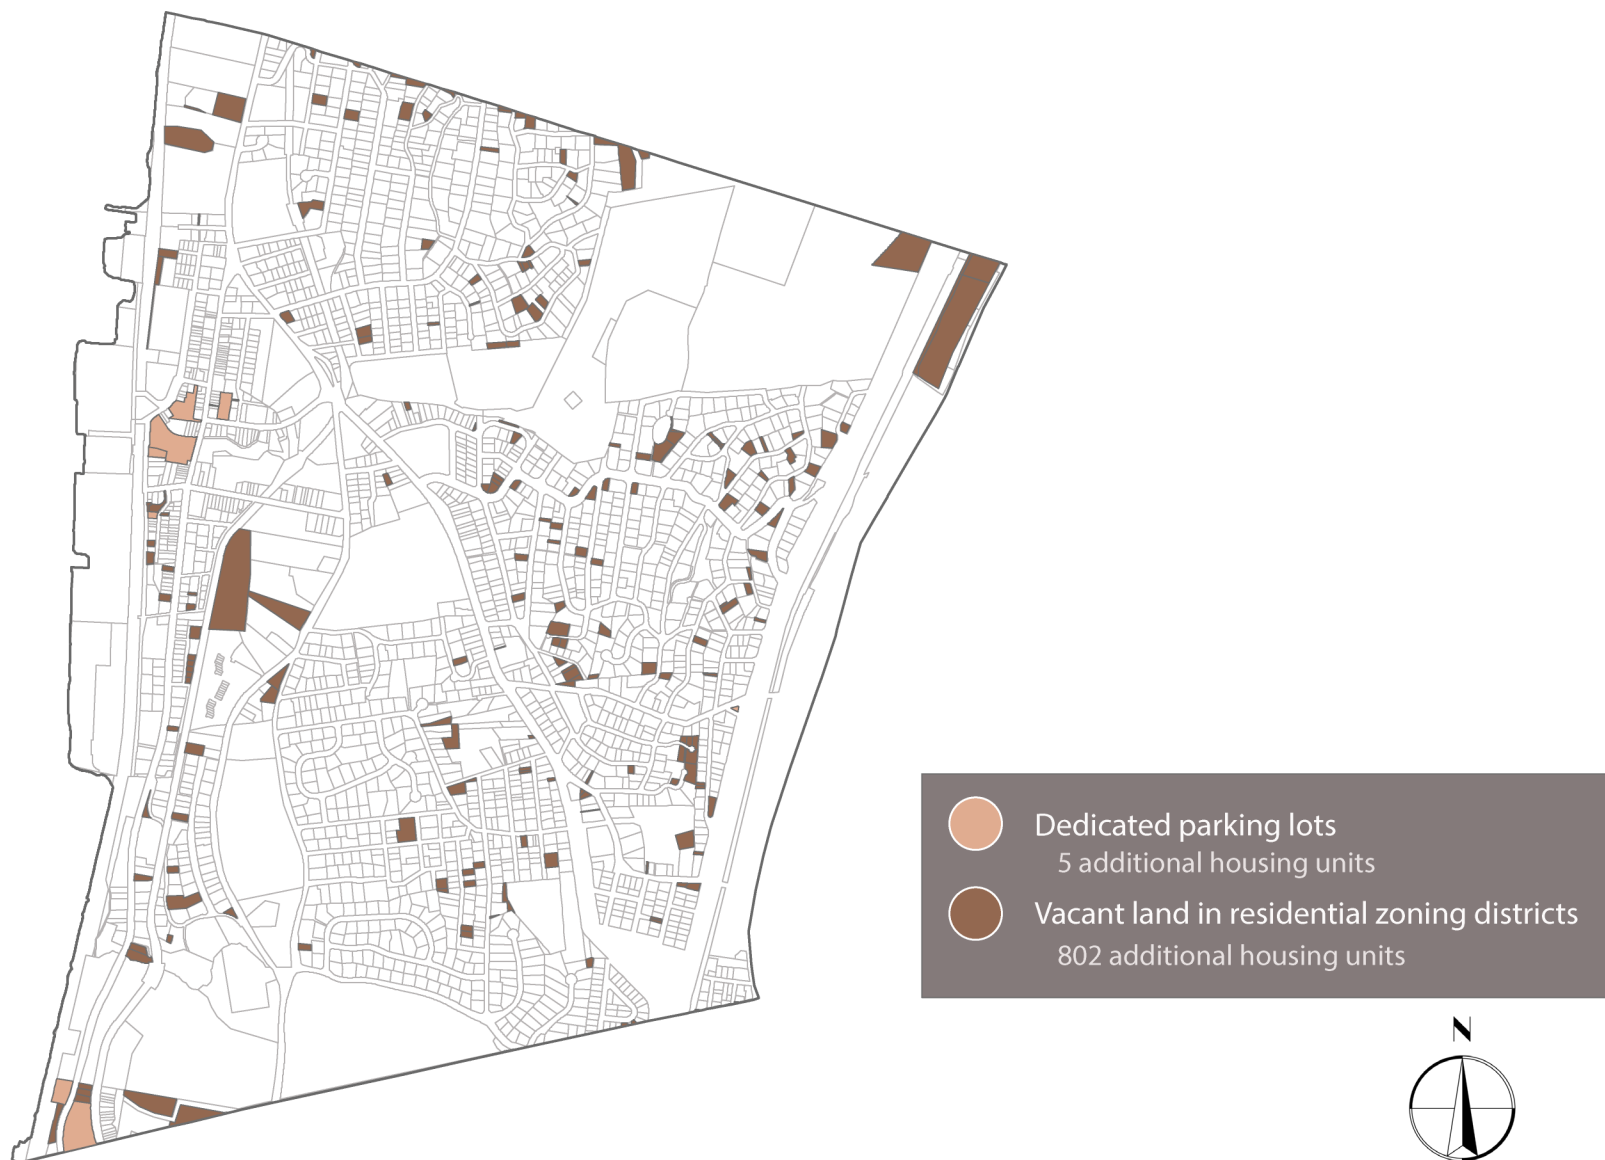 Dedicated parking lots
5 additional housing units
Vacant land in residential zoning districts
802 additional housing units
N